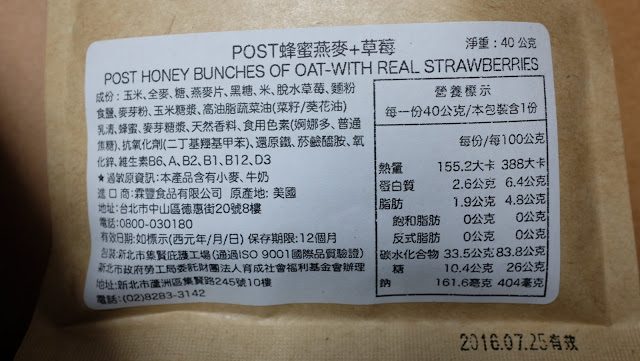 POST蜂蜜燕麥+草莓
淨重：40 公克
POST HONEY BUNCHES OF OAT-WITH REAL STRAWBERRIES
成份：玉米、全麥、糖、燕麥片、黑糖、米、脫水草莓、麵粉
食鹽、麥芽粉、玉米糖漿、高油脂蔬菜油(菜籽/葵花油)
乳清、蜂蜜、麥芽糖漿、天然香料、食用色素(婀娜多、普通
焦糖)、抗氧化劑(二丁基羥基甲苯)、還原鐵、菸鹼醯胺、氧
化鋅、維生素B6、A、B2、B1、B12、D3
★過敏原資訊：本產品含有小麥、牛奶
進 口 商：霖豐食品有限公司 原產地：美國
地址：台北市中山區德惠街20號8樓
電話：0800-030180
有效日期：如標示(西元年/月/日) 保存期限：12個月
包裝：新北市集賢庇護工場(通過ISO 9001國際品質驗證)
新北市政府勞工局委託財團法人育成社會福利基金會辦理
地址：新北市蘆洲區集賢路245號10樓
電話：(02)8283-3142
營養標示
每一份40公克/本包裝含1份
每份/每100公克
熱量 155.2大卡 388大卡
蛋白質 2.6公克 6.4公克
脂肪 1.9公克 4.8公克
飽和脂肪 0公克 0公克
反式脂肪 0公克 0公克
碳水化合物 33.5公克 83.8公克
糖 10.4公克 26公克
鈉 161.6毫克 404毫克
2016.07.25有效